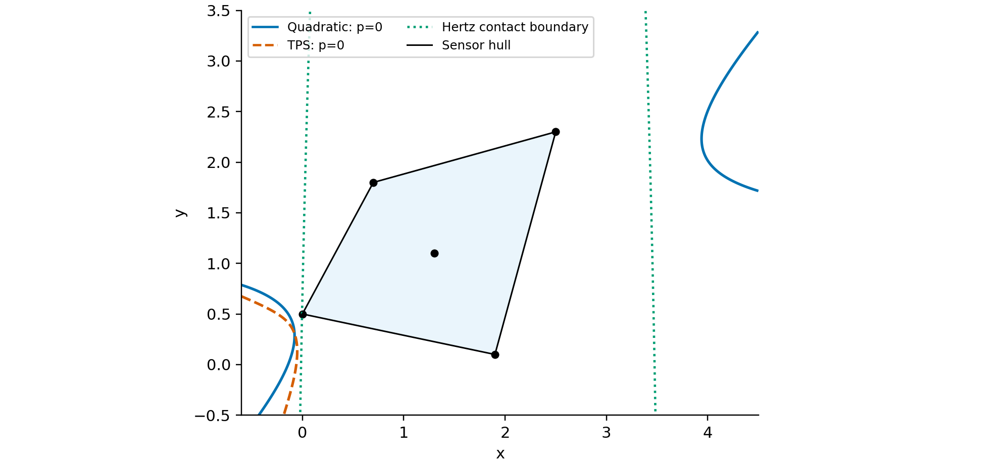 3.5
Quadratic: p=0
Hertz contact boundary
TPS: p=0
Sensor hull
3.0
2.5
2.0
1.5
y
1.0
0.5
0.0
−0.5
0 1 2 3 4
x